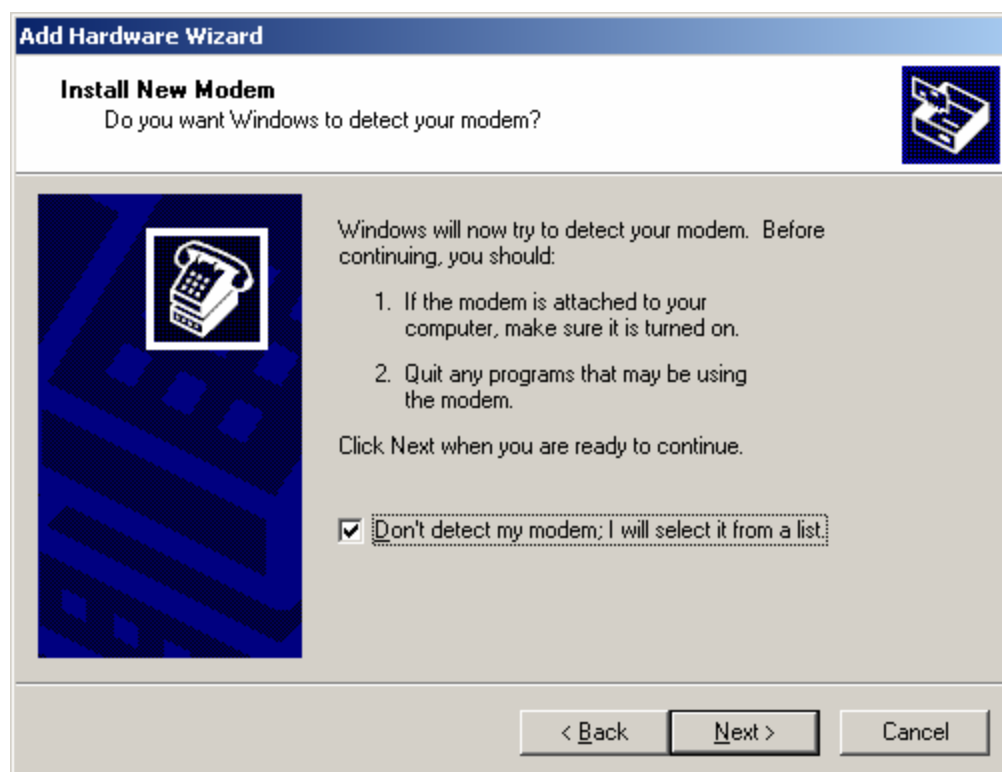 Add Hardware Wizard
Install New Modem
Do you want Windows to detect your modem?
Windows will now try to detect your modem.  Before
continuing, you should:
1. If the modem is attached to your
computer, make sure it is turned on.
2. Quit any programs that may be using
the modem.
Click Next when you are ready to continue.
Don't detect my modem; I will select it from a list.
< Back
Next >
Cancel